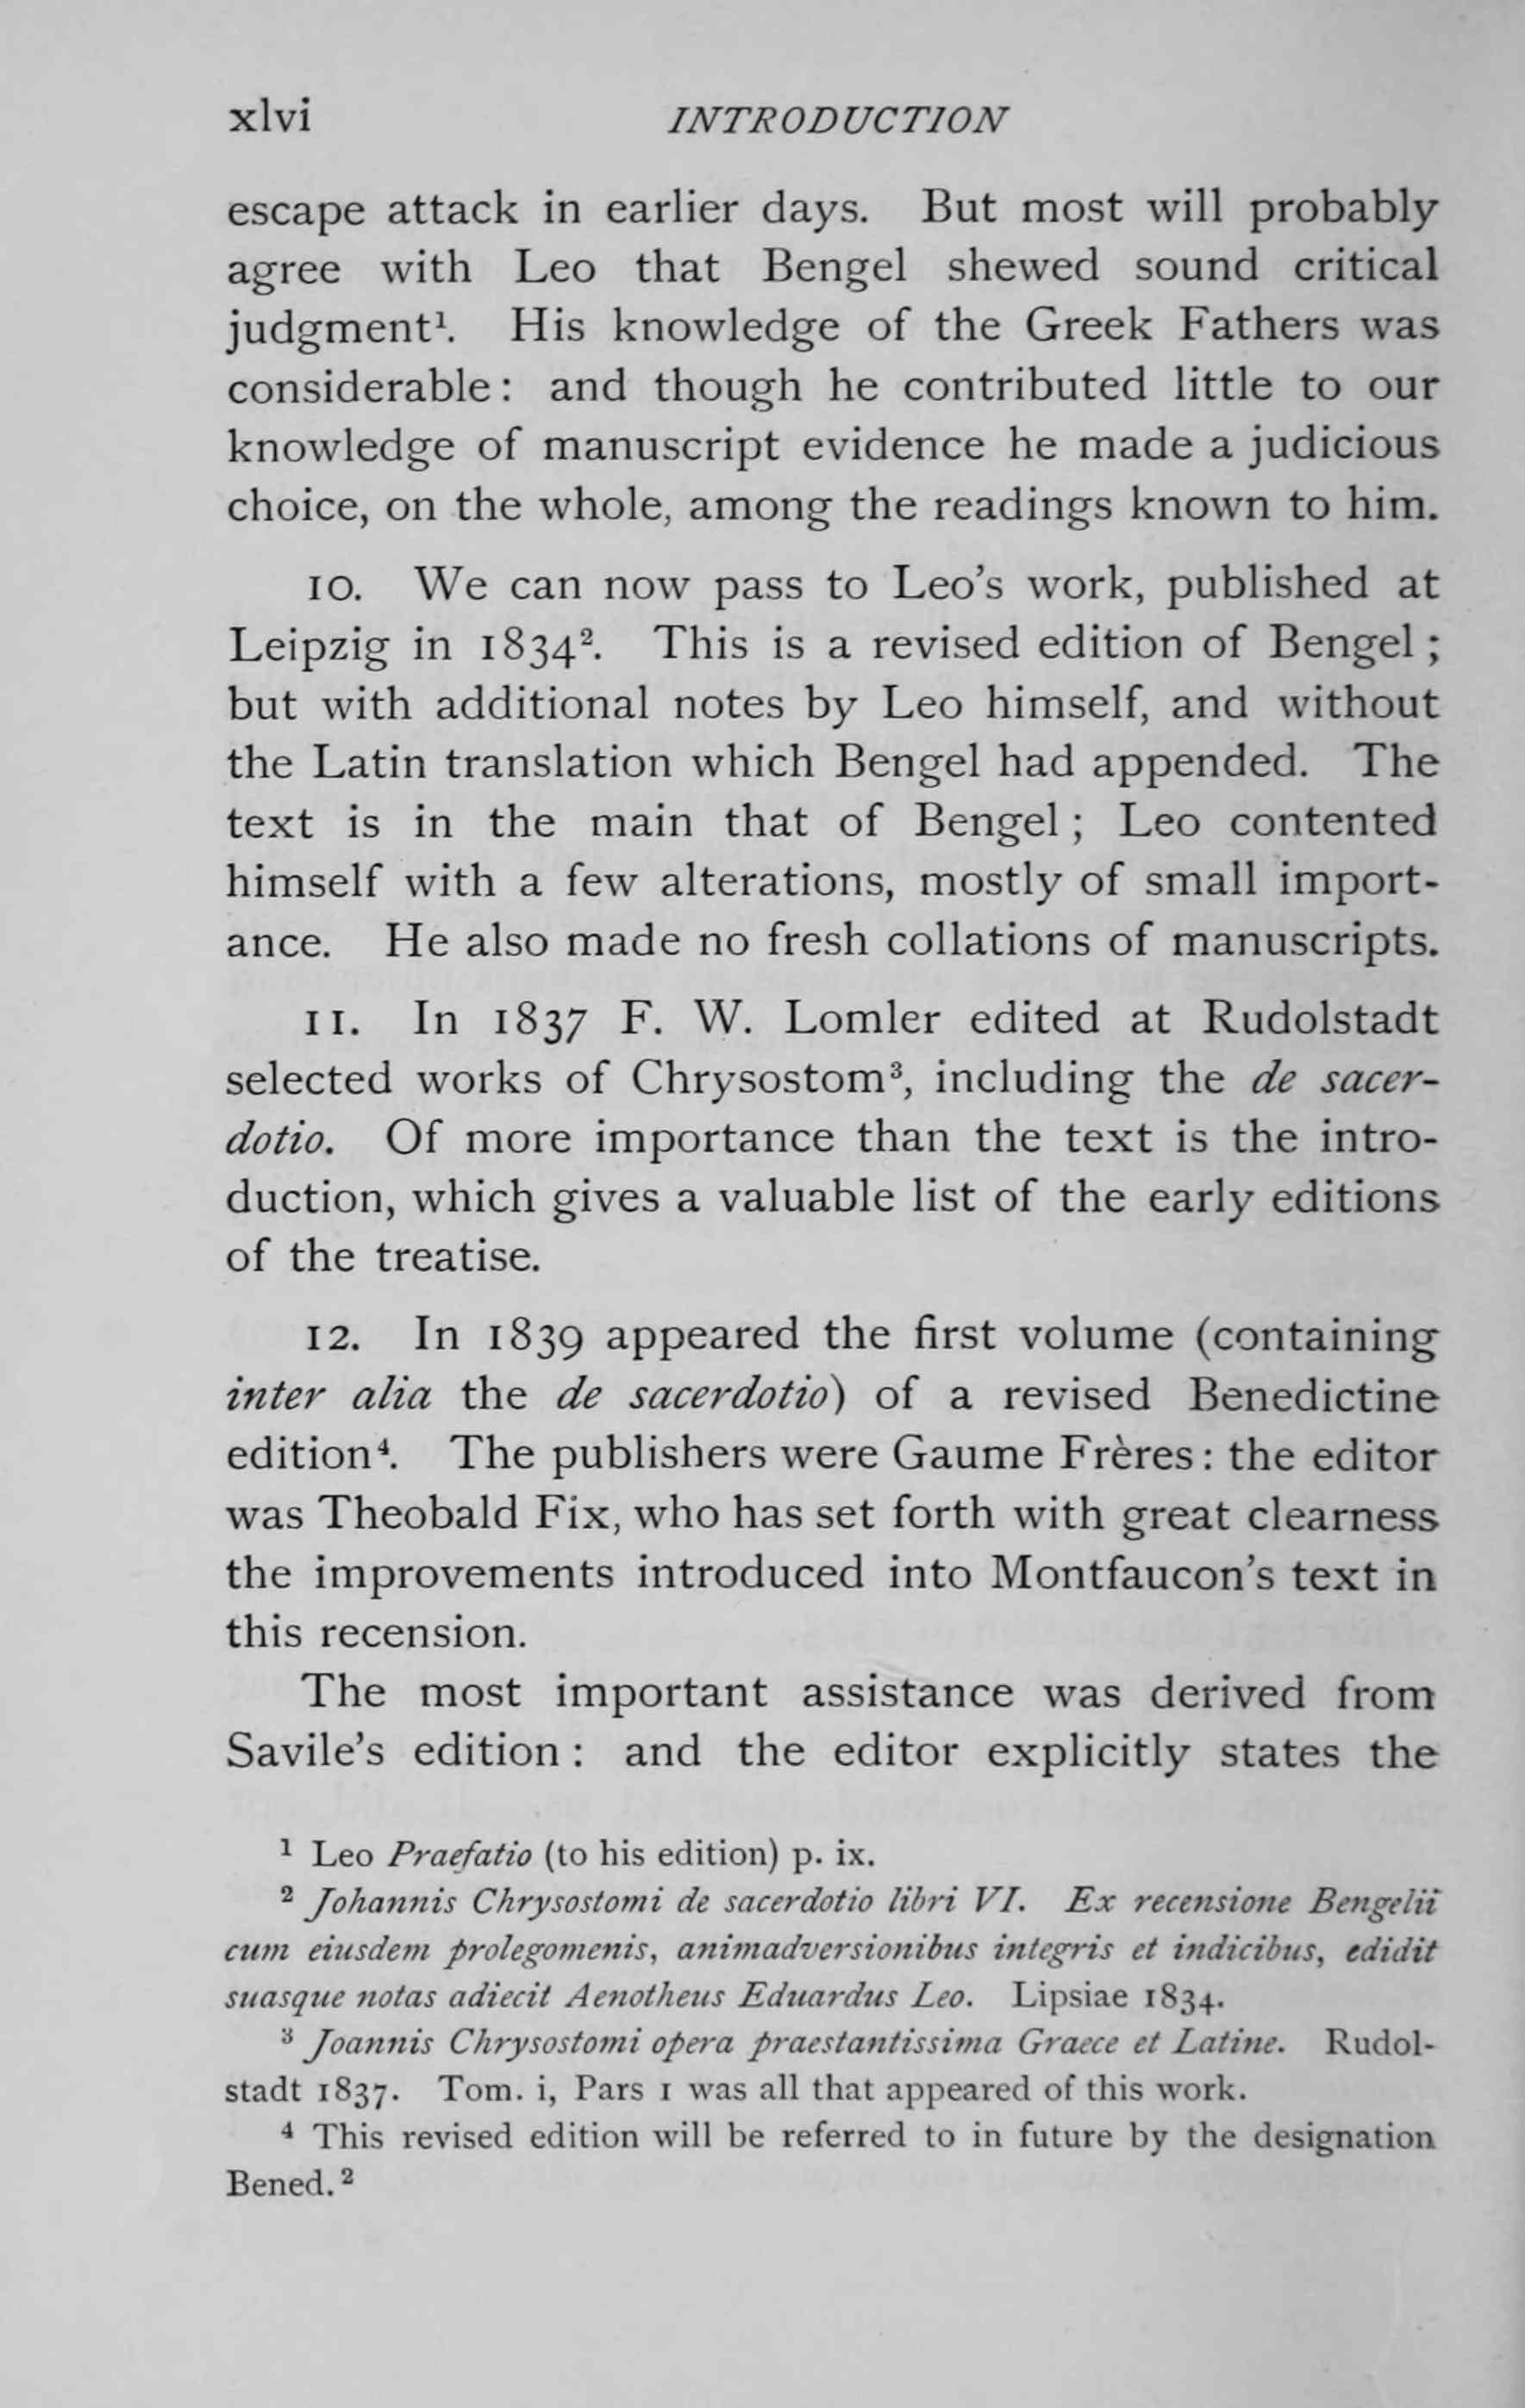 xlvi INTRODUCTION
escape attack in earlier days. But most will probably
agree with Leo that Bengel shewed sound critical
judgment¹. His knowledge of the Greek Fathers was
considerable: and though he contributed little to our
knowledge of manuscript evidence he made a judicious
choice, on the whole, among the readings known to him.
10. We can now pass to Leo's work, published at
Leipzig in 1834². This is a revised edition of Bengel;
but with additional notes by Leo himself, and without
the Latin translation which Bengel had appended. The
text is in the main that of Bengel; Leo contented
himself with a few alterations, mostly of small import-
ance. He also made no fresh collations of manuscripts.
11. In 1837 F. W. Lomler edited at Rudolstadt
selected works of Chrysostom³, including the de sacer-
dotio. Of more importance than the text is the intro-
duction, which gives a valuable list of the early editions
of the treatise.
12. In 1839 appeared the first volume (containing
inter alia the de sacerdotio) of a revised Benedictine
edition⁴. The publishers were Gaume Frères: the editor
was Theobald Fix, who has set forth with great clearness
the improvements introduced into Montfaucon's text in
this recension.
The most important assistance was derived from
Savile's edition: and the editor explicitly states the
¹ Leo Praefatio (to his edition) p. ix.
² Johannis Chrysostomi de sacerdotio libri VI. Ex recensione Bengelii
cum eiusdem prolegomenis, animadversionibus integris et indicibus, edidit
suasque notas adiecit Aenotheus Eduardus Leo. Lipsiae 1834.
³ Joannis Chrysostomi opera praestantissima Graece et Latine. Rudol-
stadt 1837. Tom. i, Pars 1 was all that appeared of this work.
⁴ This revised edition will be referred to in future by the designation
Bened.²